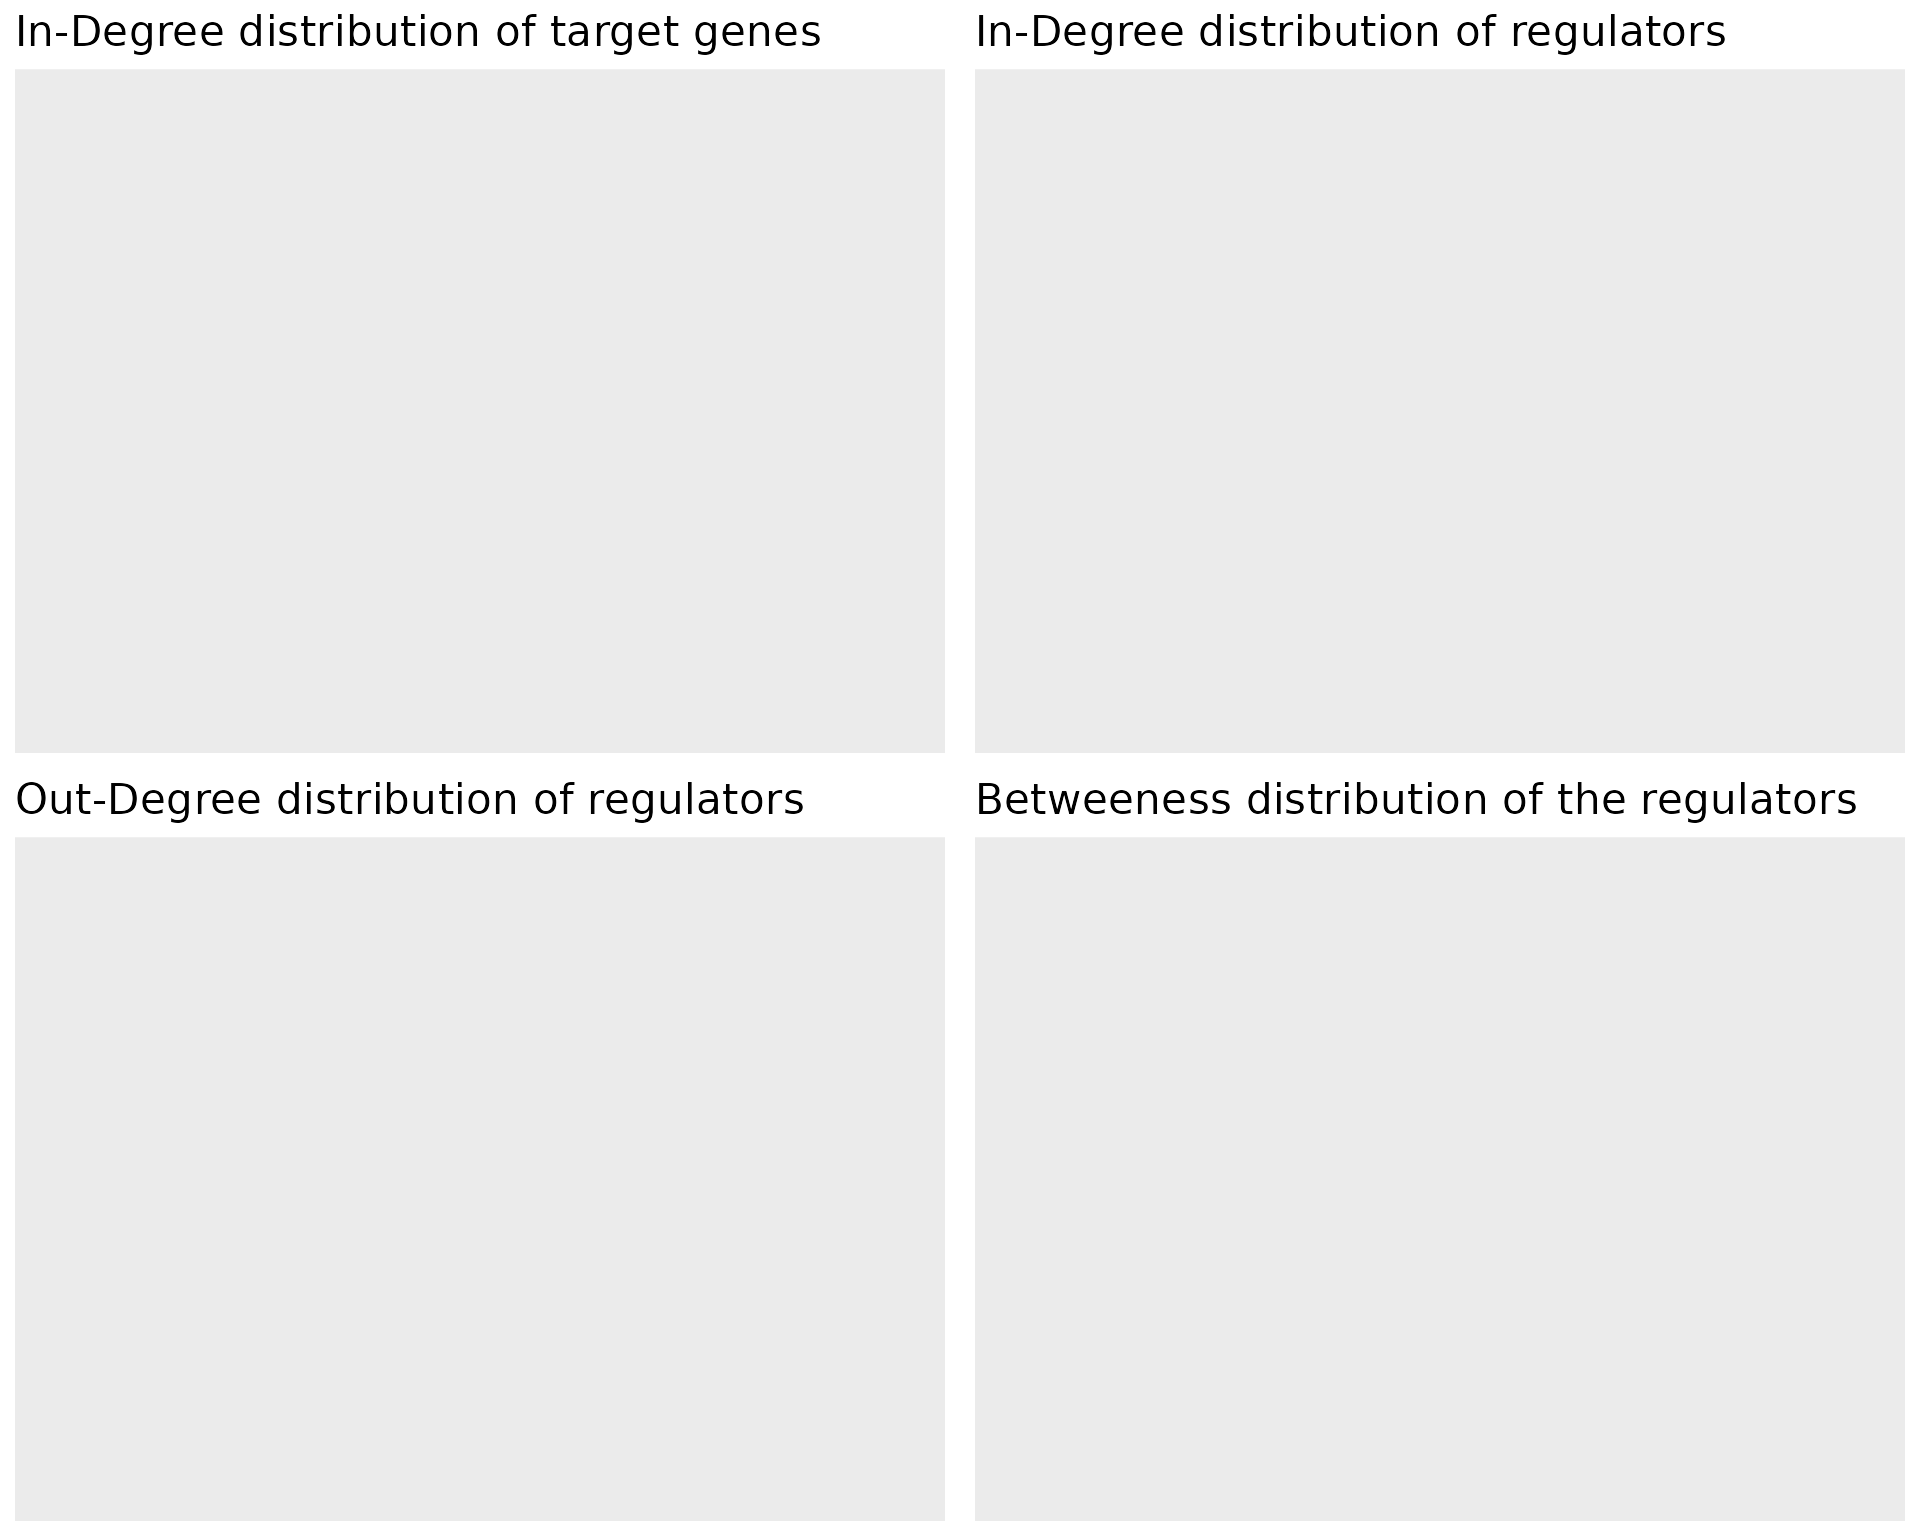 In-Degree distribution of target genes
In-Degree distribution of regulators
Out-Degree distribution of regulators
Betweeness distribution of the regulators